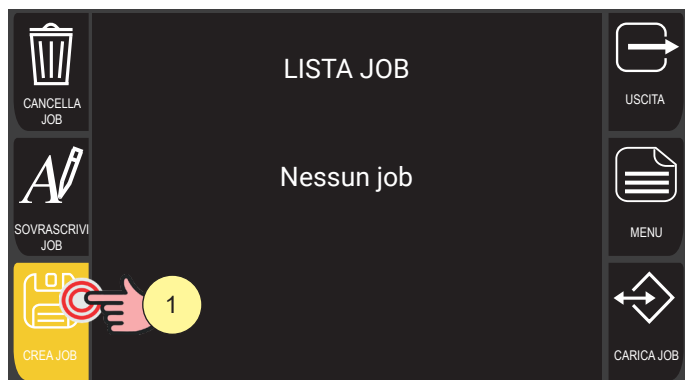 CANCELLA
JOB
LISTA JOB
USCITA
SOVRASCRIVI
JOB
Nessun job
MENU
CREA JOB
1
CARICA JOB